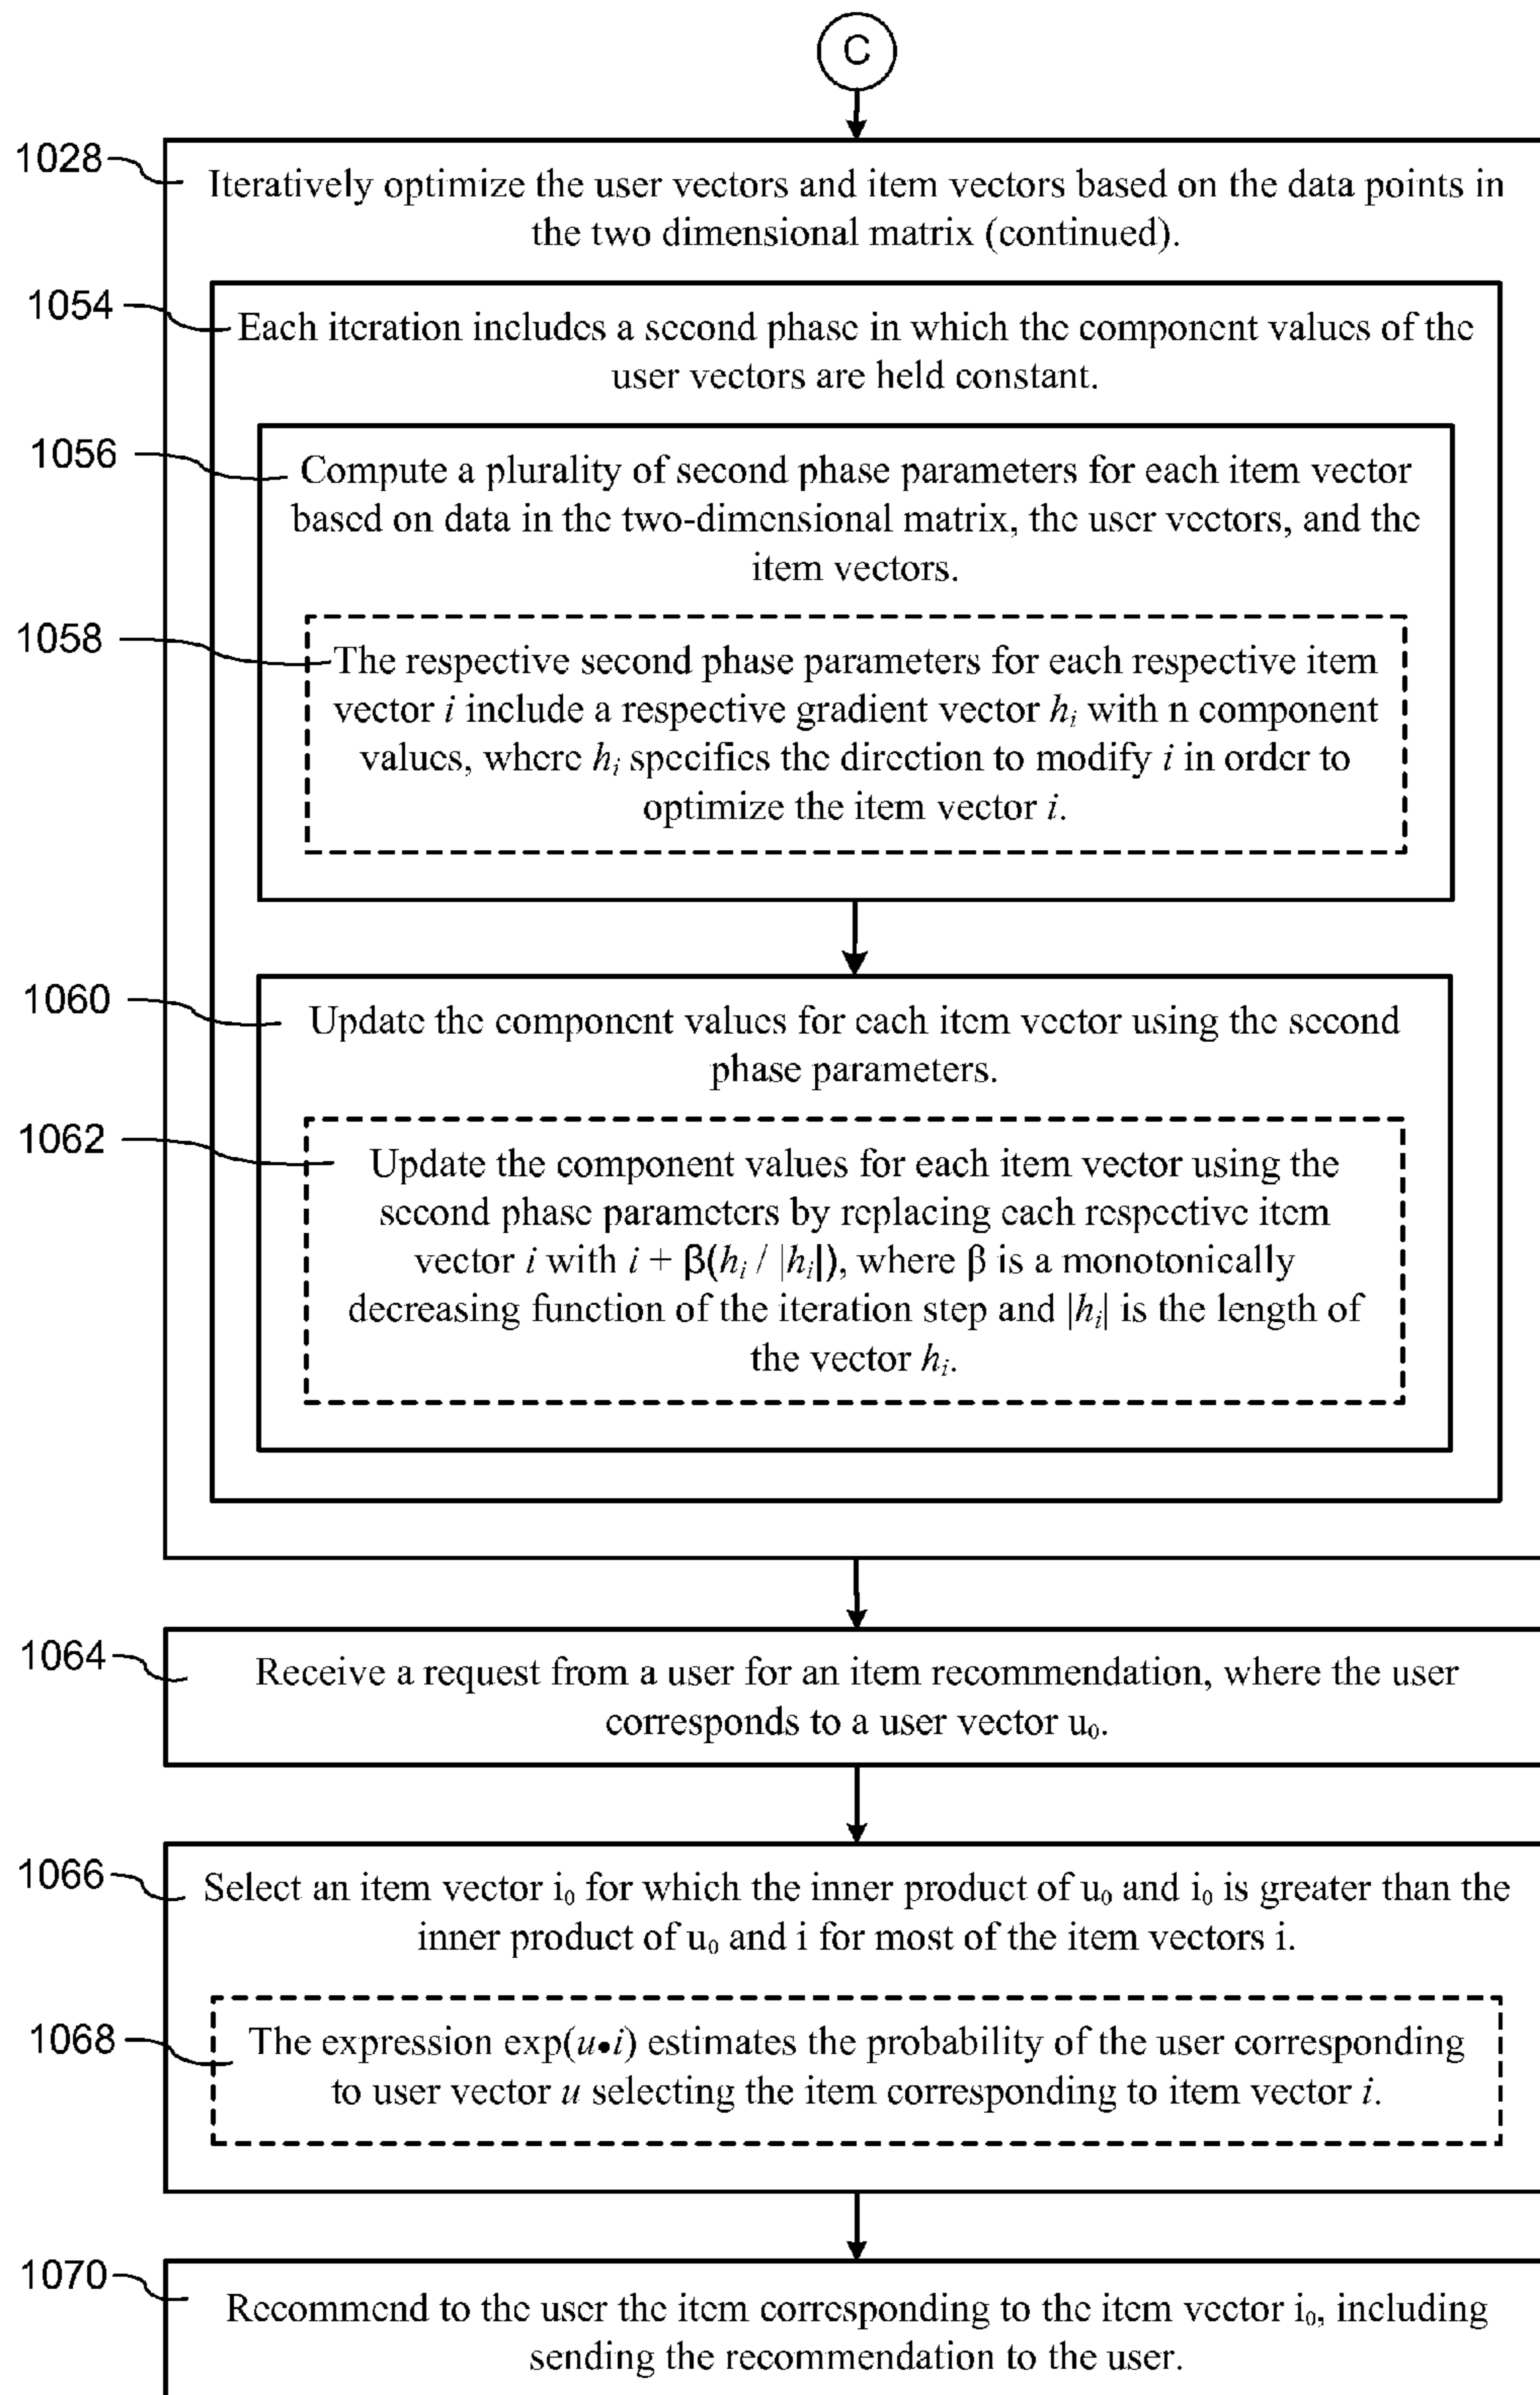 C
1028
Iteratively optimize the user vectors and item vectors based on the data points in
the two dimensional matrix (continued).
1054
Each iteration includes a second phase in which the component values of the
user vectors are held constant.
1056
Compute a plurality of second phase parameters for each item vector
based on data in the two-dimensional matrix, the user vectors, and the
item vectors.
1058
The respective second phase parameters for each respective item
vector i include a respective gradient vector hᵢ with n component
values, where hᵢ specifies the direction to modify i in order to
optimize the item vector i.
1060
Update the component values for each item vector using the second
phase parameters.
1062
Update the component values for each item vector using the
second phase parameters by replacing each respective item
vector i with i + β(hᵢ / |hᵢ|), where β is a monotonically
decreasing function of the iteration step and |hᵢ| is the length of
the vector hᵢ.
1064
Receive a request from a user for an item recommendation, where the user
corresponds to a user vector u₀.
1066
Select an item vector i₀ for which the inner product of u₀ and i₀ is greater than the
inner product of u₀ and i for most of the item vectors i.
1068
The expression exp(u•i) estimates the probability of the user corresponding
to user vector u selecting the item corresponding to item vector i.
1070
Recommend to the user the item corresponding to the item vector i₀, including
sending the recommendation to the user.